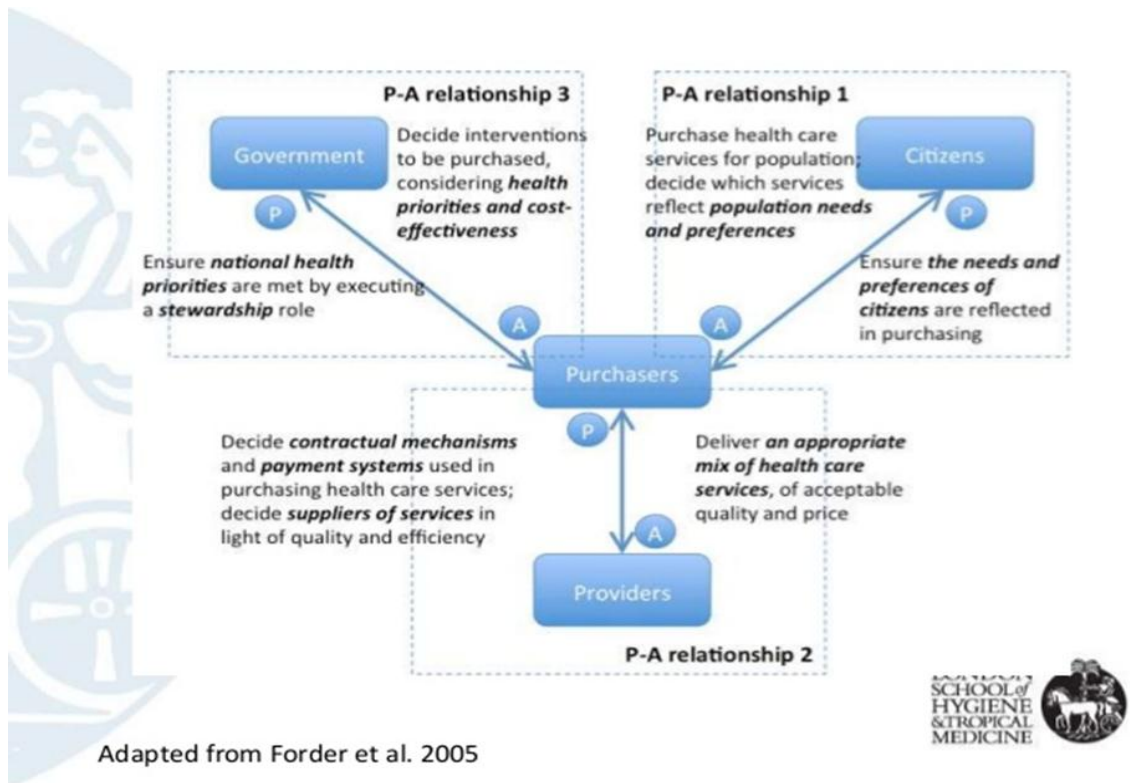 P-A relationship 3
Government
P
Decide interventions
to be purchased,
considering health
priorities and cost-
effectiveness
Ensure national health
priorities are met by executing
a stewardship role
A
P-A relationship 1
Purchase health care
services for population;
decide which services
reflect population needs
and preferences
Citizens
P
Ensure the needs and
preferences of
citizens are reflected
in purchasing
A
Purchasers
P
Decide contractual mechanisms
and payment systems used in
purchasing health care services;
decide suppliers of services in
light of quality and efficiency
Deliver an appropriate
mix of health care
services, of acceptable
quality and price
A
Providers
P-A relationship 2
LONDON
SCHOOL of
HYGIENE
& TROPICAL
MEDICINE
Adapted from Forder et al. 2005